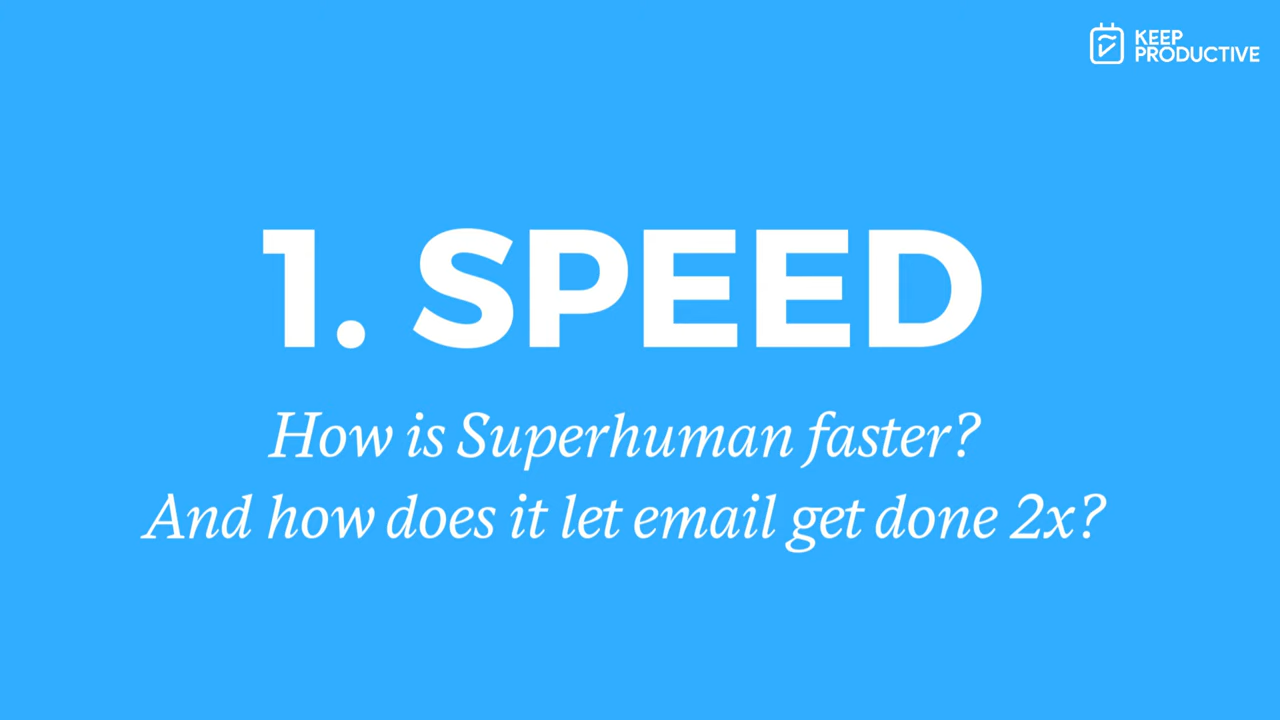 KEEP
PRODUCTIVE
1. SPEED
How is Superhuman faster?
And how does it let email get done 2x?